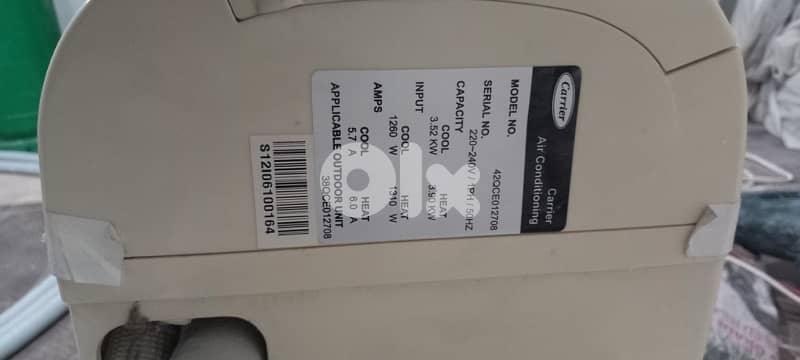 Carrier
Carrier
Air Conditioning
MODEL NO. 42QCE012708
SERIAL NO. 220~240V / 1PH / 50HZ
CAPACITY COOL HEAT
3.52 KW 3.90 KW
INPUT COOL HEAT
1260 W 1310 W
AMPS COOL HEAT
5.7 A 6.0 A
APPLICABLE OUTDOOR UNIT
38QCE012708
S12I06100164
olx